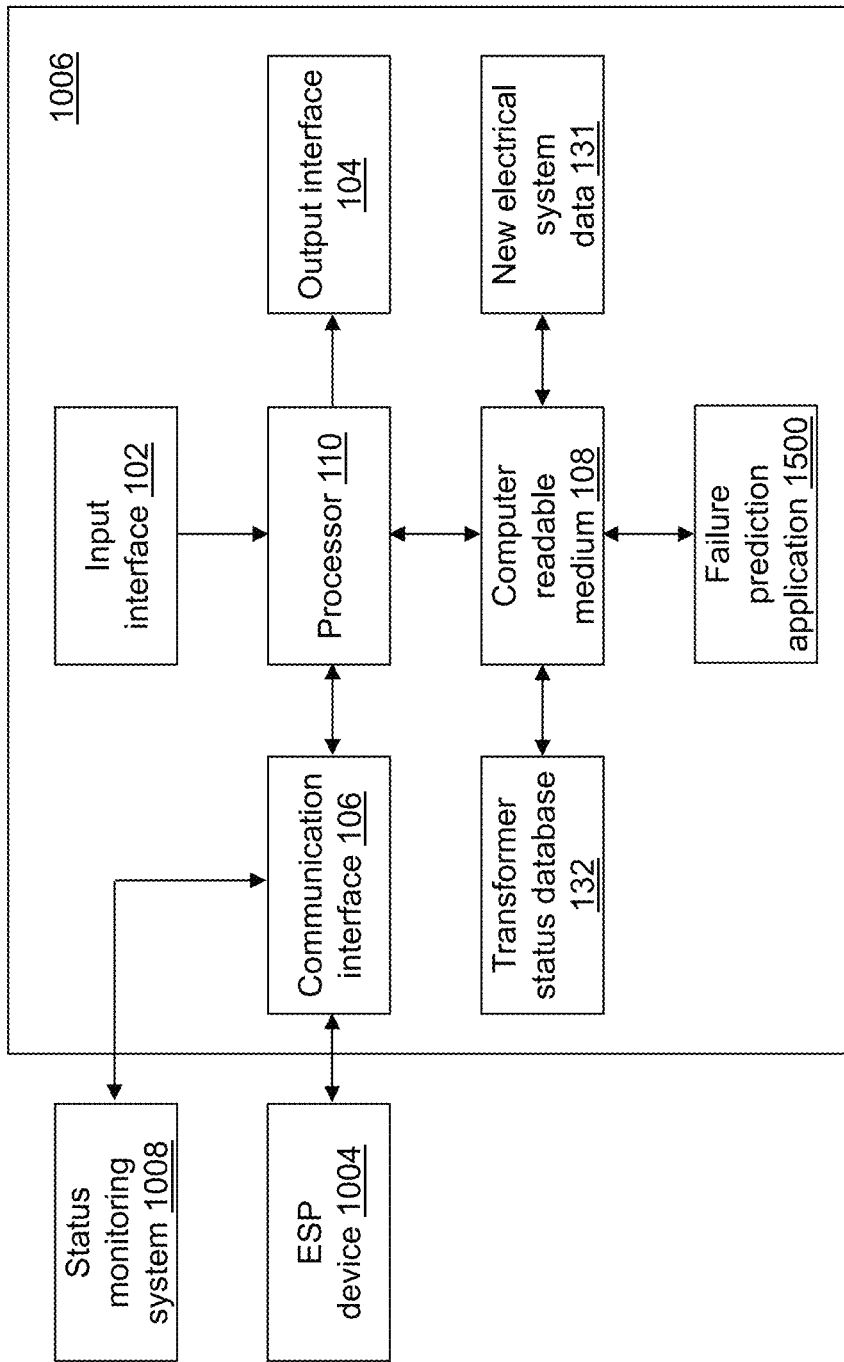 1006
Status
monitoring
system 1008
ESP
device 1004
Input
interface 102
Communication
interface 106
Processor 110
Output interface
104
Transformer
status database
132
Computer
readable
medium 108
New electrical
system
data 131
Failure
prediction
application 1500